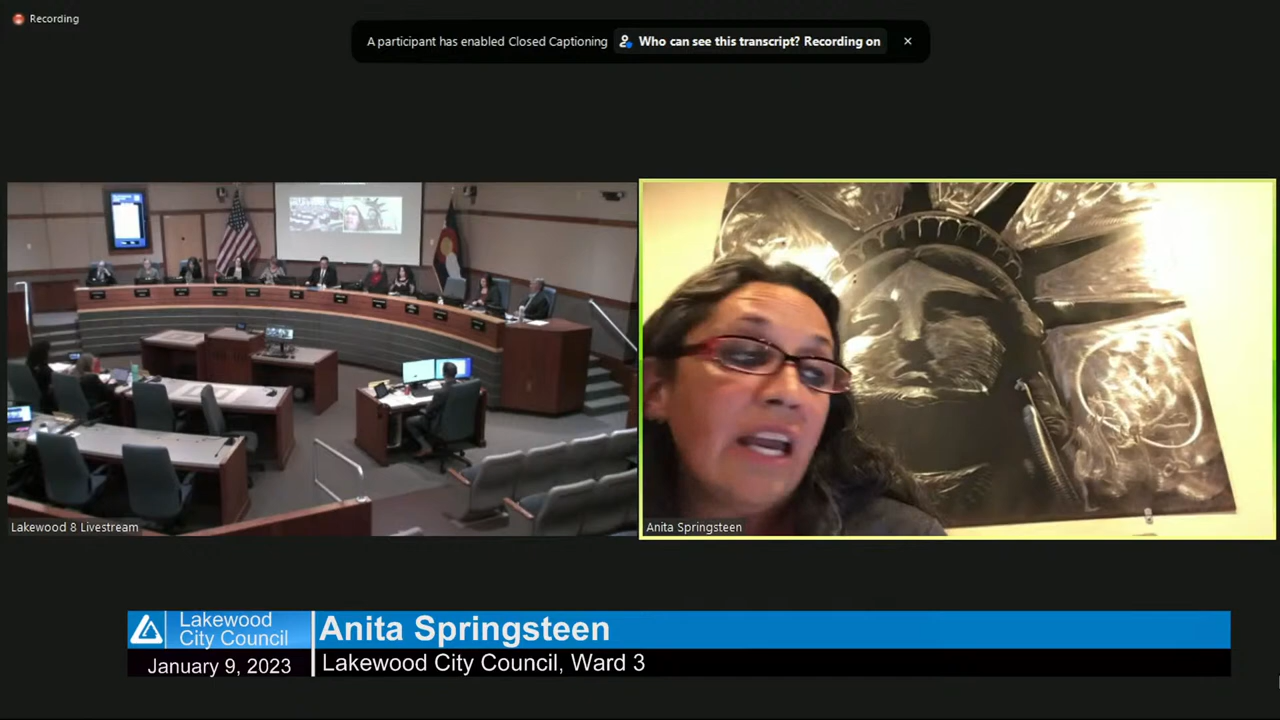 Recording
A participant has enabled Closed Captioning
Who can see this transcript? Recording on
Lakewood 8 Livestream
Anita Springsteen
Lakewood
City Council
January 9, 2023
Anita Springsteen
Lakewood City Council, Ward 3